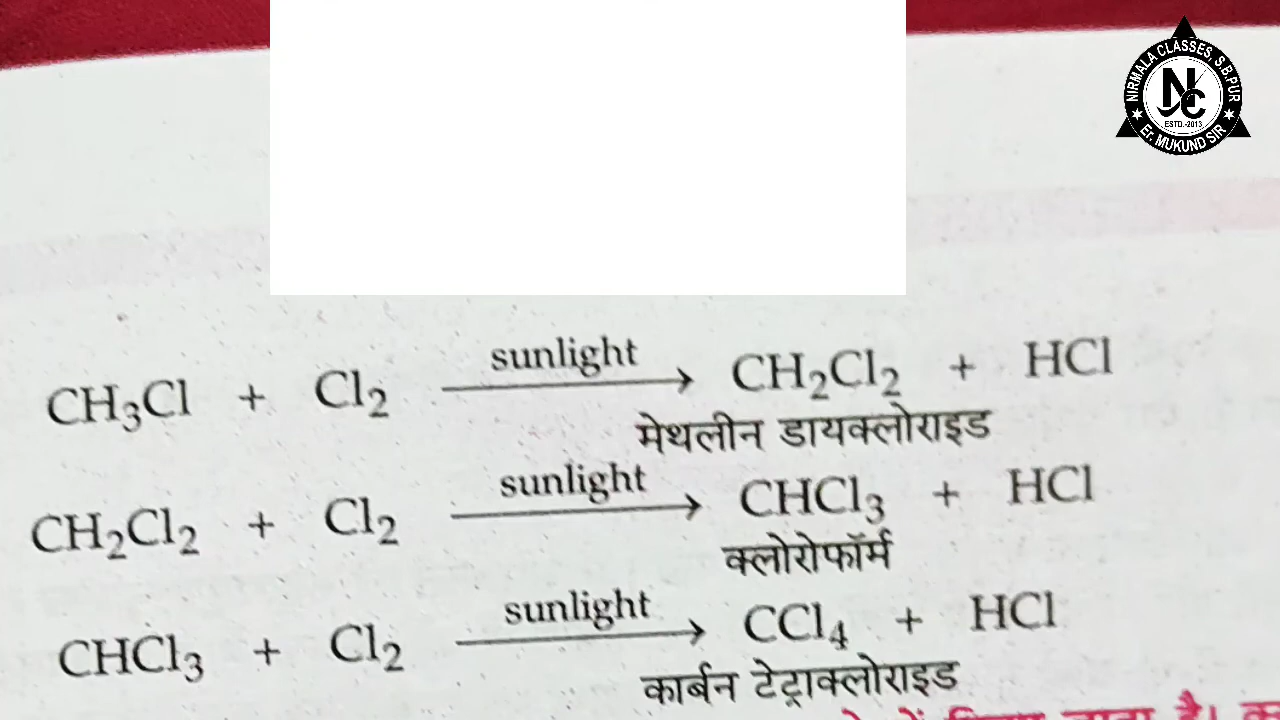 NIRMALA CLASSES, S.B.PUR
NC
ESTD.-2013
Er. MUKUND SIR
CH₃Cl + Cl₂ sunlight → CH₂Cl₂ + HCl
मेथलीन डायक्लोराइड
CH₂Cl₂ + Cl₂ sunlight → CHCl₃ + HCl
क्लोरोफॉर्म
CHCl₃ + Cl₂ sunlight → CCl₄ + HCl
कार्बन टेट्राक्लोराइड
जाता है।